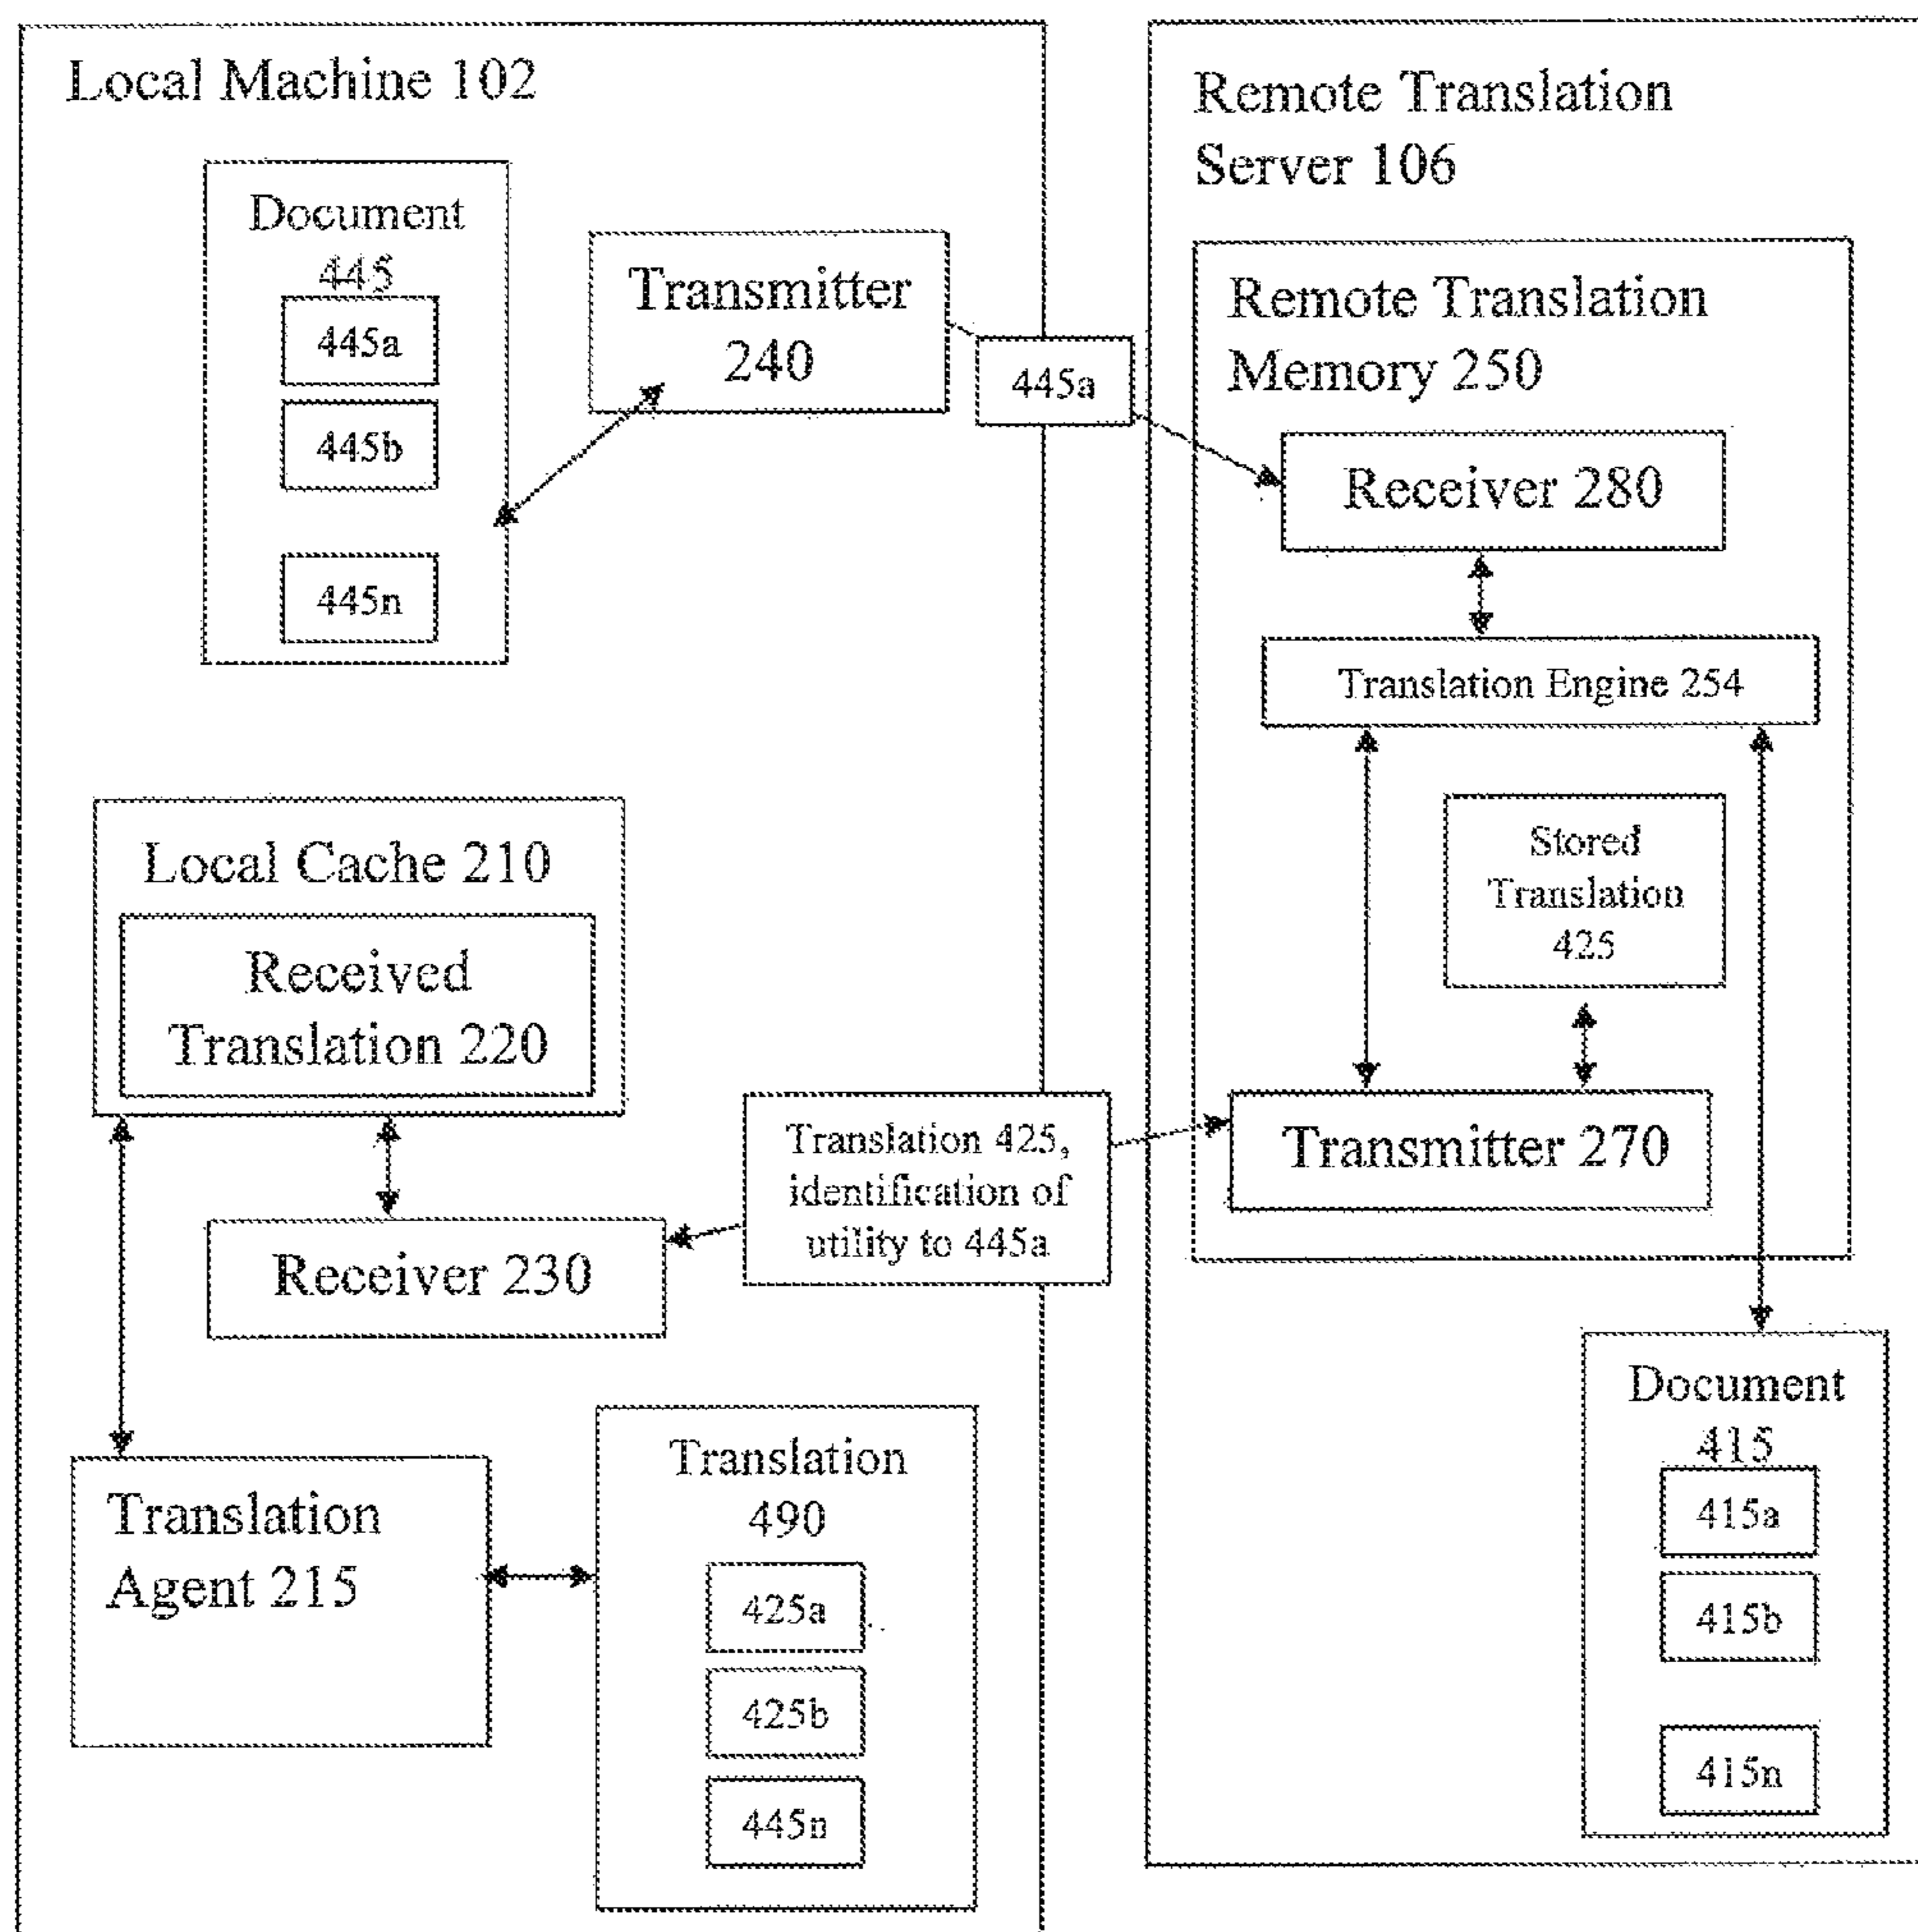 Local Machine 102
Document
445
445a
445b
445n
Transmitter
240
445a
Local Cache 210
Received
Translation 220
Receiver 230
Translation 425,
identification of
utility to 445a
Translation
Agent 215
Translation
490
425a
425b
445n
Remote Translation
Server 106
Remote Translation
Memory 250
Receiver 280
Translation Engine 254
Stored
Translation
425
Transmitter 270
Document
415
415a
415b
415n